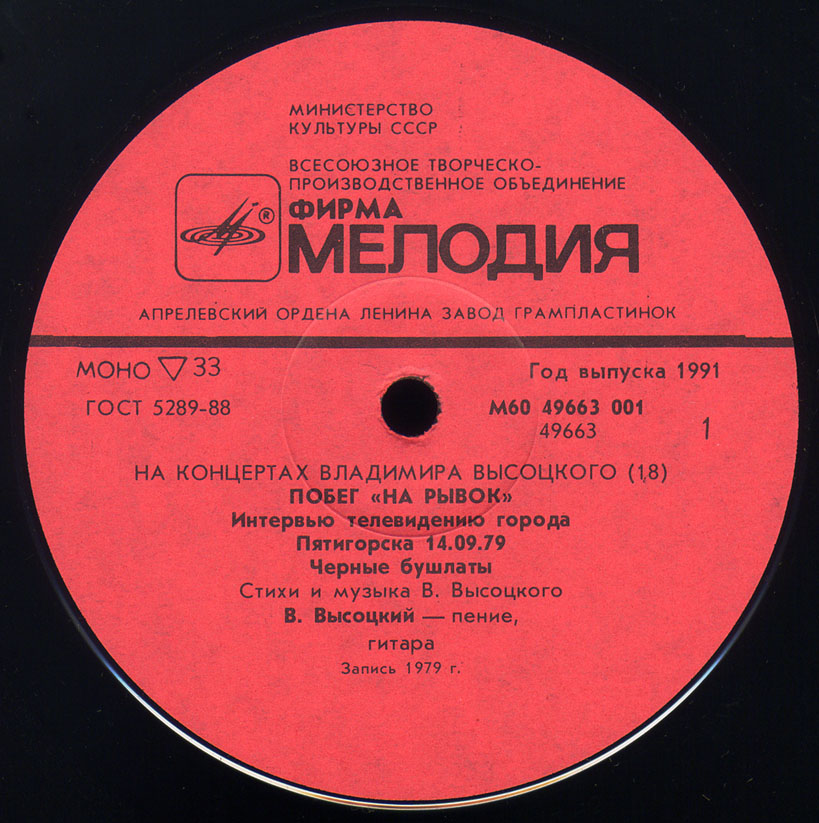 МИНИСТЕРСТВО
КУЛЬТУРЫ СССР
ВСЕСОЮЗНОЕ ТВОРЧЕСКО-
ПРОИЗВОДСТВЕННОЕ ОБЪЕДИНЕНИЕ
ФИРМА
®
МЕЛОДИЯ
АПРЕЛЕВСКИЙ ОРДЕНА ЛЕНИНА ЗАВОД ГРАМПЛАСТИНОК
МОНО ▽ 33
Год выпуска 1991
ГОСТ 5289-88
М60 49663 001
49663
1
НА КОНЦЕРТАХ ВЛАДИМИРА ВЫСОЦКОГО (18)
ПОБЕГ «НА РЫВОК»
Интервью телевидению города
Пятигорска 14.09.79
Черные бушлаты
Стихи и музыка В. Высоцкого
В. Высоцкий — пение,
гитара
Запись 1979 г.